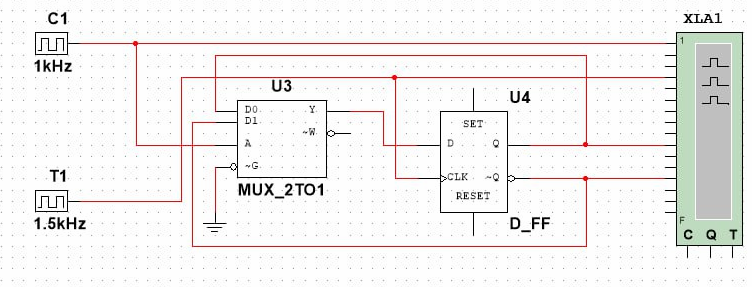 C1
1kHz
XLA1
1
U3
D0
D1
A
~G
Y
~W
MUX_2TO1
U4
SET
D
Q
CLK
~Q
RESET
D_FF
T1
1.5kHz
F
C Q T